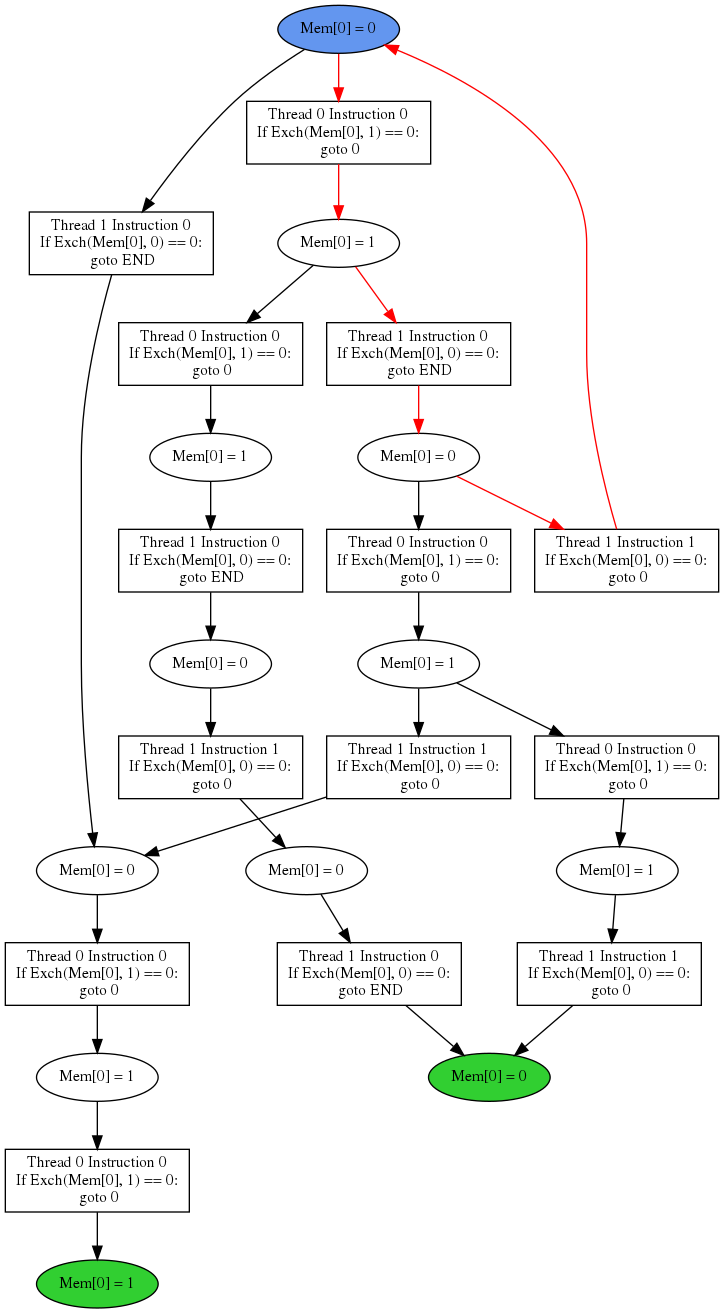 Mem[0] = 0
Thread 0 Instruction 0
If Exch(Mem[0], 1) == 0:
goto 0
Thread 1 Instruction 0
If Exch(Mem[0], 0) == 0:
goto END
Mem[0] = 1
Thread 0 Instruction 0
If Exch(Mem[0], 1) == 0:
goto 0
Thread 1 Instruction 0
If Exch(Mem[0], 0) == 0:
goto END
Mem[0] = 1
Mem[0] = 0
Thread 1 Instruction 0
If Exch(Mem[0], 0) == 0:
goto END
Thread 0 Instruction 0
If Exch(Mem[0], 1) == 0:
goto 0
Thread 1 Instruction 1
If Exch(Mem[0], 0) == 0:
goto 0
Mem[0] = 0
Mem[0] = 1
Thread 1 Instruction 1
If Exch(Mem[0], 0) == 0:
goto 0
Thread 1 Instruction 1
If Exch(Mem[0], 0) == 0:
goto 0
Thread 0 Instruction 0
If Exch(Mem[0], 1) == 0:
goto 0
Mem[0] = 0
Mem[0] = 0
Mem[0] = 1
Thread 0 Instruction 0
If Exch(Mem[0], 1) == 0:
goto 0
Thread 1 Instruction 0
If Exch(Mem[0], 0) == 0:
goto END
Thread 1 Instruction 1
If Exch(Mem[0], 0) == 0:
goto 0
Mem[0] = 1
Mem[0] = 0
Thread 0 Instruction 0
If Exch(Mem[0], 1) == 0:
goto 0
Mem[0] = 1